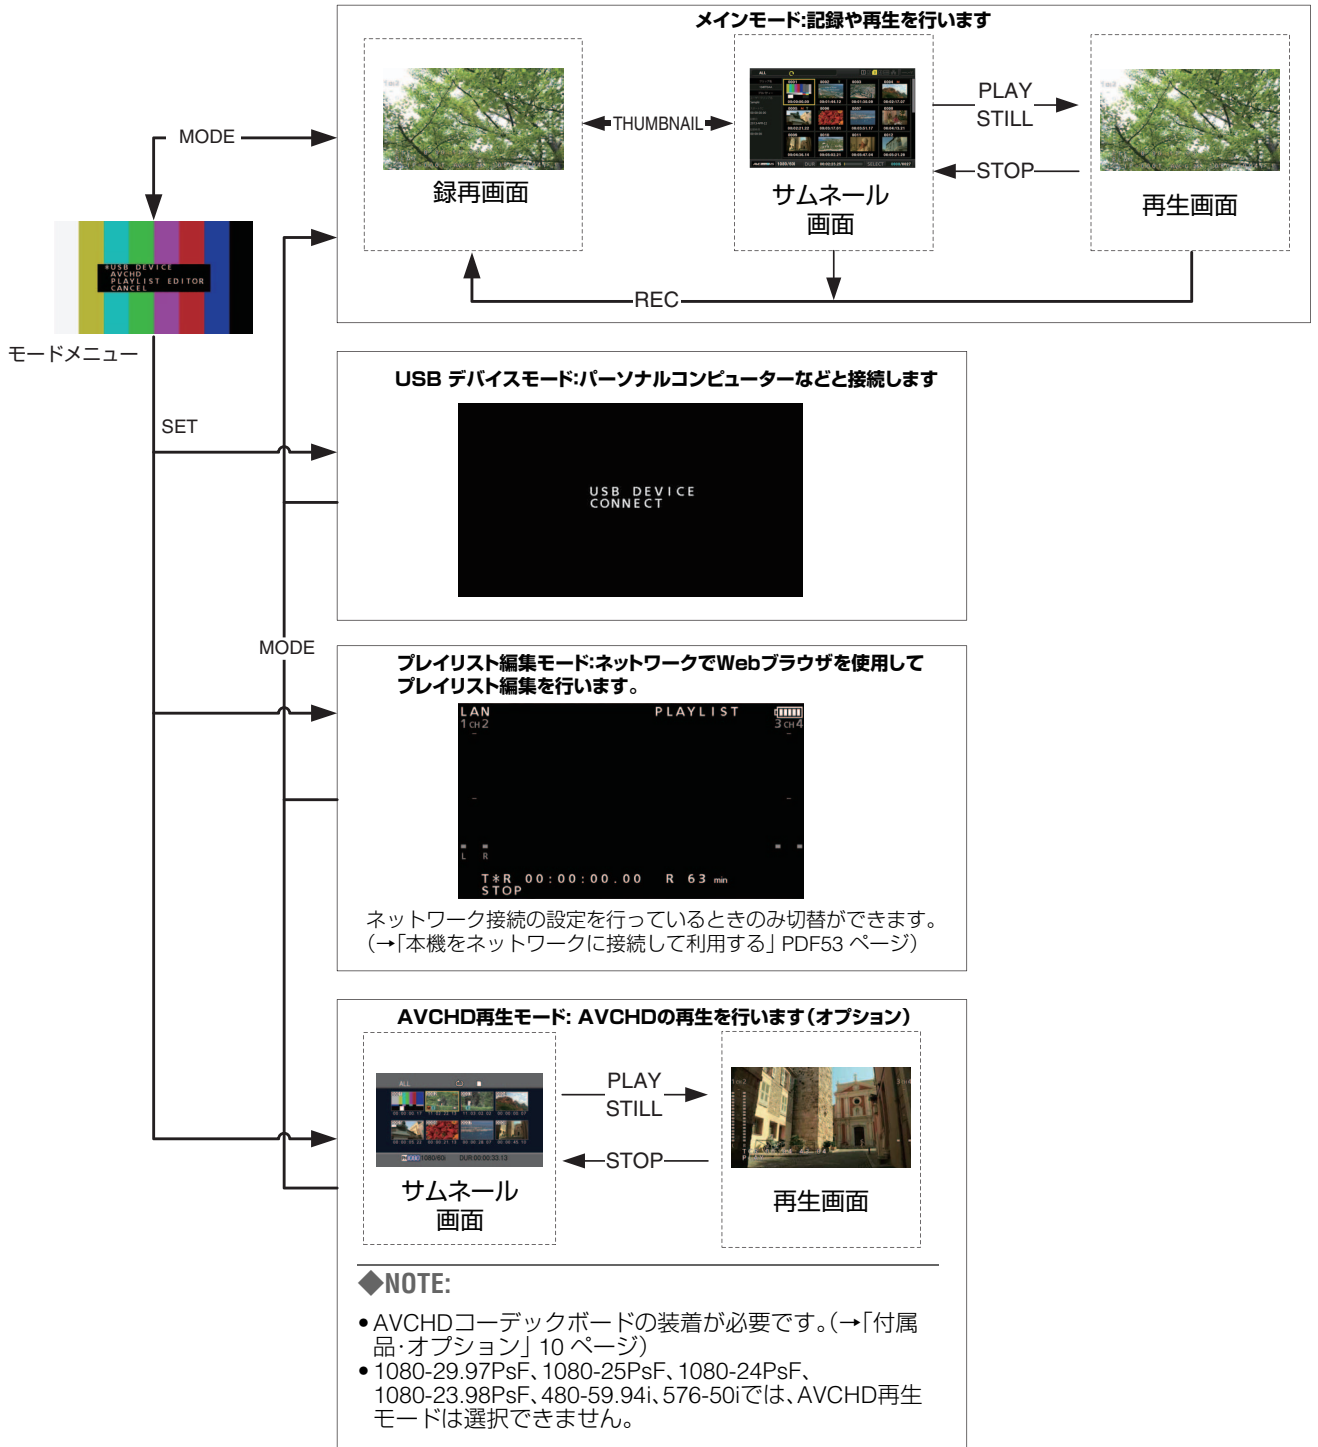 メインモード:記録や再生を行います
MODE
THUMBNAIL
PLAY
STILL
STOP
録再画面
サムネール
画面
再生画面
REC
*USB DEVICE
AVCHD
PLAYLIST EDITOR
CANCEL
モードメニュー
SET
USB デバイスモード:パーソナルコンピューターなどと接続します
USB DEVICE
CONNECT
MODE
プレイリスト編集モード:ネットワークでWebブラウザを使用して
プレイリスト編集を行います。
LAN PLAYLIST
1 CH 2 3 CH 4
L R
T*R 00:00:00.00 R 63 min
STOP
ネットワーク接続の設定を行っているときのみ切替ができます。
(→「本機をネットワークに接続して利用する」 PDF53 ページ)
AVCHD再生モード: AVCHDの再生を行います(オプション)
ALL
1080/60i DUR 00:00:33.13
PLAY
STILL
STOP
サムネール
画面
再生画面
◆NOTE:
•AVCHDコーデックボードの装着が必要です。(→「付属
品・オプション」 10 ページ)
•1080-29.97PsF、1080-25PsF、1080-24PsF、
1080-23.98PsF、480-59.94i、576-50iでは、AVCHD再生
モードは選択できません。